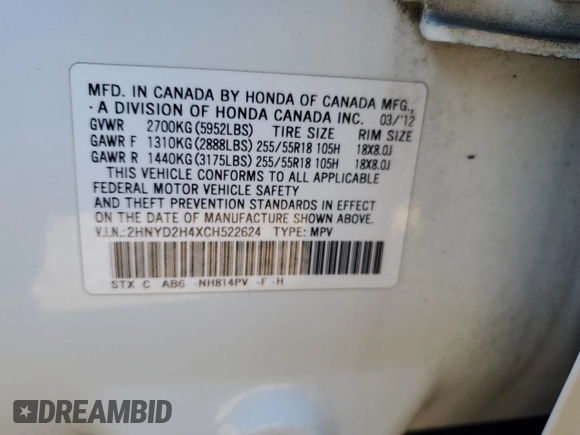 MFD. IN CANADA BY HONDA OF CANADA MFG.,
A DIVISION OF HONDA CANADA INC. 03/'12
GVWR 2700KG(5952LBS) TIRE SIZE RIM SIZE
GAWR F 1310KG(2888LBS) 255/55R18 105H 18X8.0J
GAWR R 1440KG(3175LBS) 255/55R18 105H 18X8.0J
THIS VEHICLE CONFORMS TO ALL APPLICABLE
FEDERAL MOTOR VEHICLE SAFETY
AND THEFT PREVENTION STANDARDS IN EFFECT
ON THE DATE OF MANUFACTURE SHOWN ABOVE.
V.I.N.:2HNYD2H4XCH522624 TYPE: MPV
STX C AB6 -NH814PV -F -H
DREAMBID